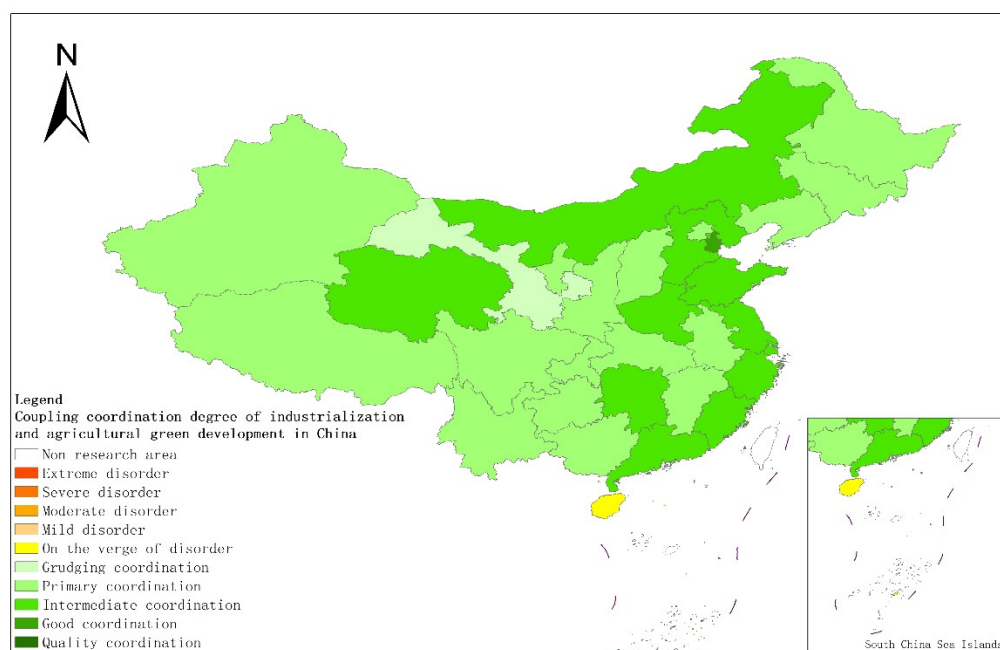 N
Legend
Coupling coordination degree of industrialization
and agricultural green development in China
Non research area
Extreme disorder
Severe disorder
Moderate disorder
Mild disorder
On the verge of disorder
Grudging coordination
Primary coordination
Intermediate coordination
Good coordination
Quality coordination
South China Sea Islands